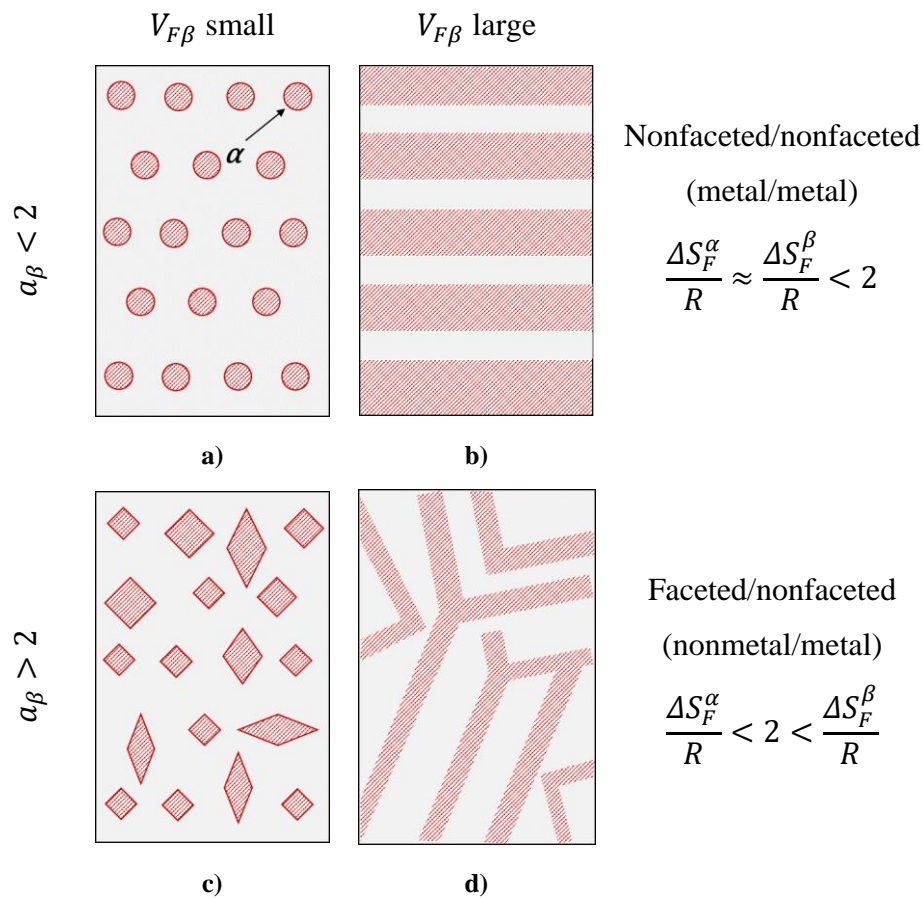 𝑉_{𝐹𝛽} small
𝑉_{𝐹𝛽} large
𝑎_𝛽 < 2
𝛼
Nonfaceted/nonfaceted
(metal/metal)
𝛥𝑆_𝐹^𝛼/𝑅 ≈ 𝛥𝑆_𝐹^𝛽/𝑅 < 2
a)
b)
𝑎_𝛽 > 2
Faceted/nonfaceted
(nonmetal/metal)
𝛥𝑆_𝐹^𝛼/𝑅 < 2 < 𝛥𝑆_𝐹^𝛽/𝑅
c)
d)